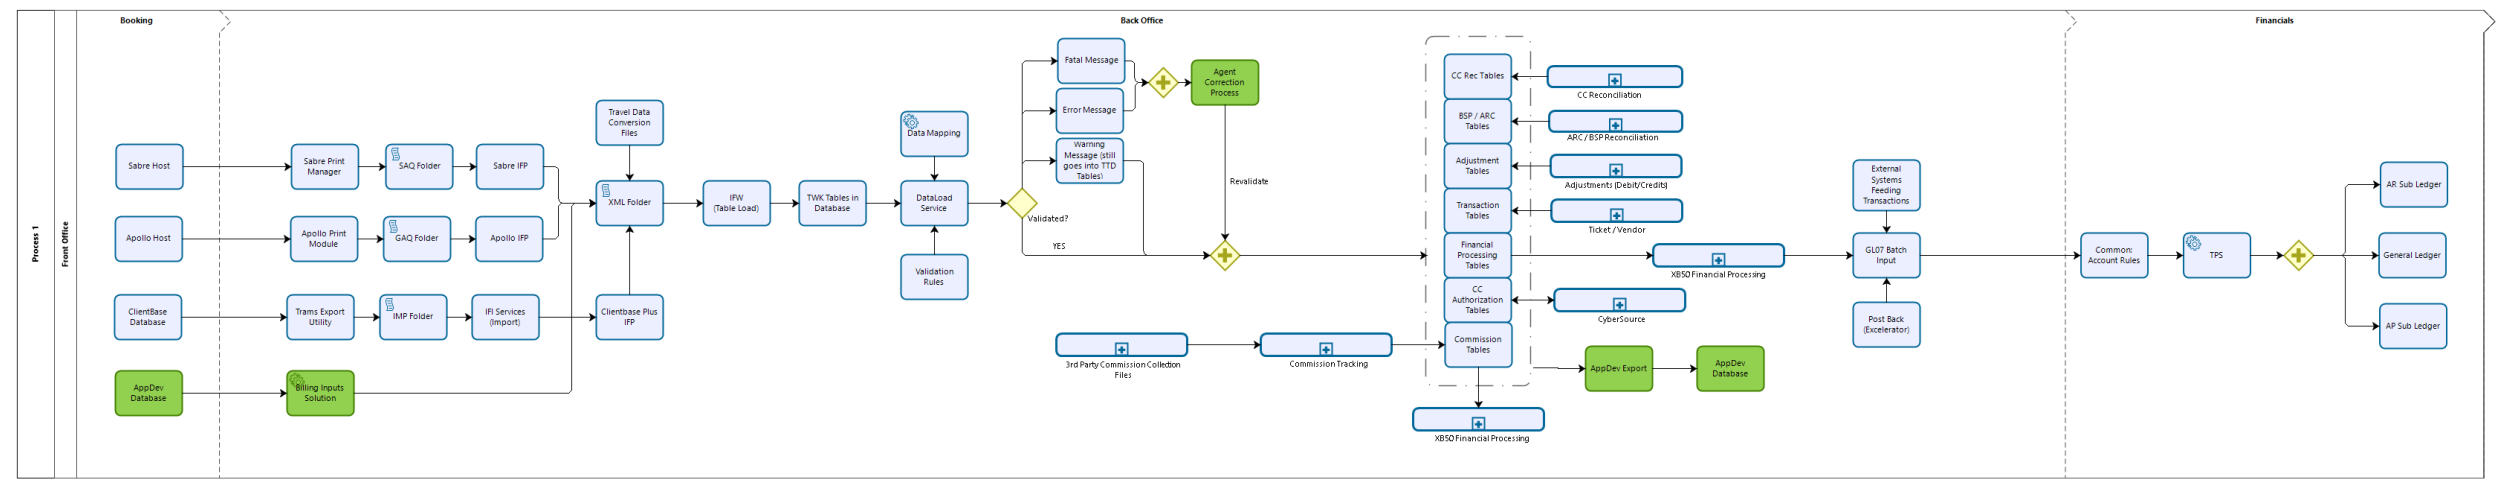 Process 1
Front Office
Booking
Back Office
Financials
Sabre Host
Sabre Print
Manager
SAQ Folder
Sabre IFP
Apollo Host
Apollo Print
Module
GAQ Folder
Apollo IFP
ClientBase
Database
Trams Export
Utility
IMP Folder
IFI Services
(Import)
Clientbase Plus
IFP
AppDev
Database
Billing Inputs
Solution
Travel Data
Conversion
Files
XML Folder
IFW
(Table Load)
TWK Tables in
Database
Data Mapping
DataLoad
Service
Validation
Rules
Validated?
YES
Fatal Message
Error Message
Warning
Message (still
goes into TTD
Tables)
Agent
Correction
Process
Revalidate
3rd Party Commission Collection
Files
Commission Tracking
CC Rec Tables
BSP / ARC
Tables
Adjustment
Tables
Transaction
Tables
Financial
Processing
Tables
CC
Authorization
Tables
Commission
Tables
CC Reconciliation
ARC / BSP Reconciliation
Adjustments (Debit/Credits)
Ticket / Vendor
XB50 Financial Processing
CyberSource
AppDev Export
AppDev
Database
XB50 Financial Processing
External
Systems
Feeding
Transactions
GL07 Batch
Input
Post Back
(Excelerator)
Common:
Account Rules
TPS
AR Sub Ledger
General Ledger
AP Sub Ledger